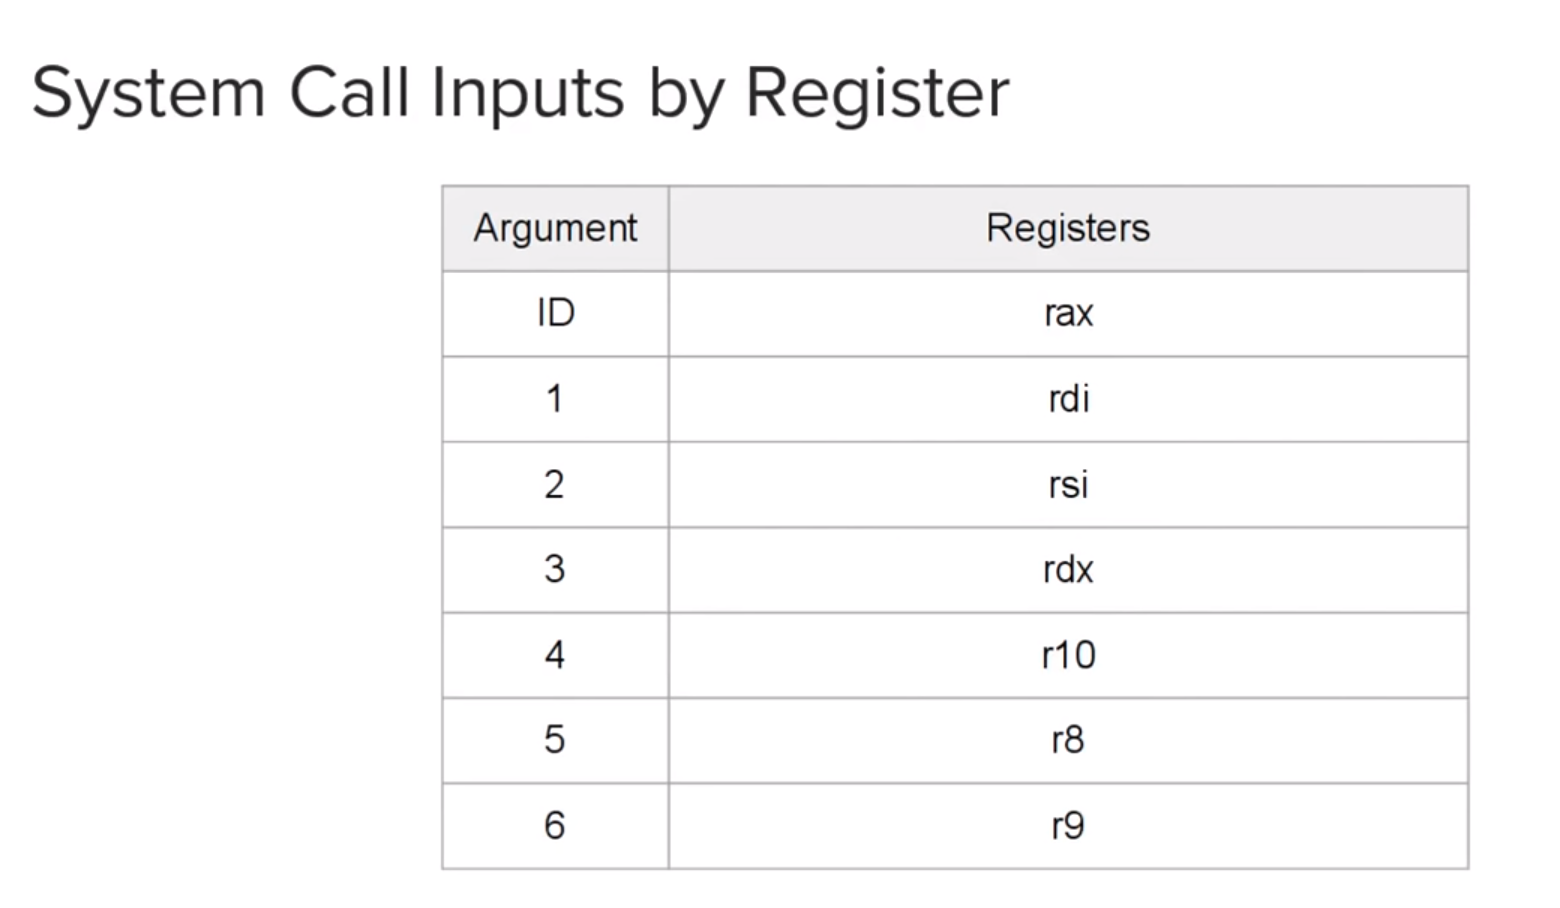 System Call Inputs by Register
Argument Registers
ID rax
1 rdi
2 rsi
3 rdx
4 r10
5 r8
6 r9